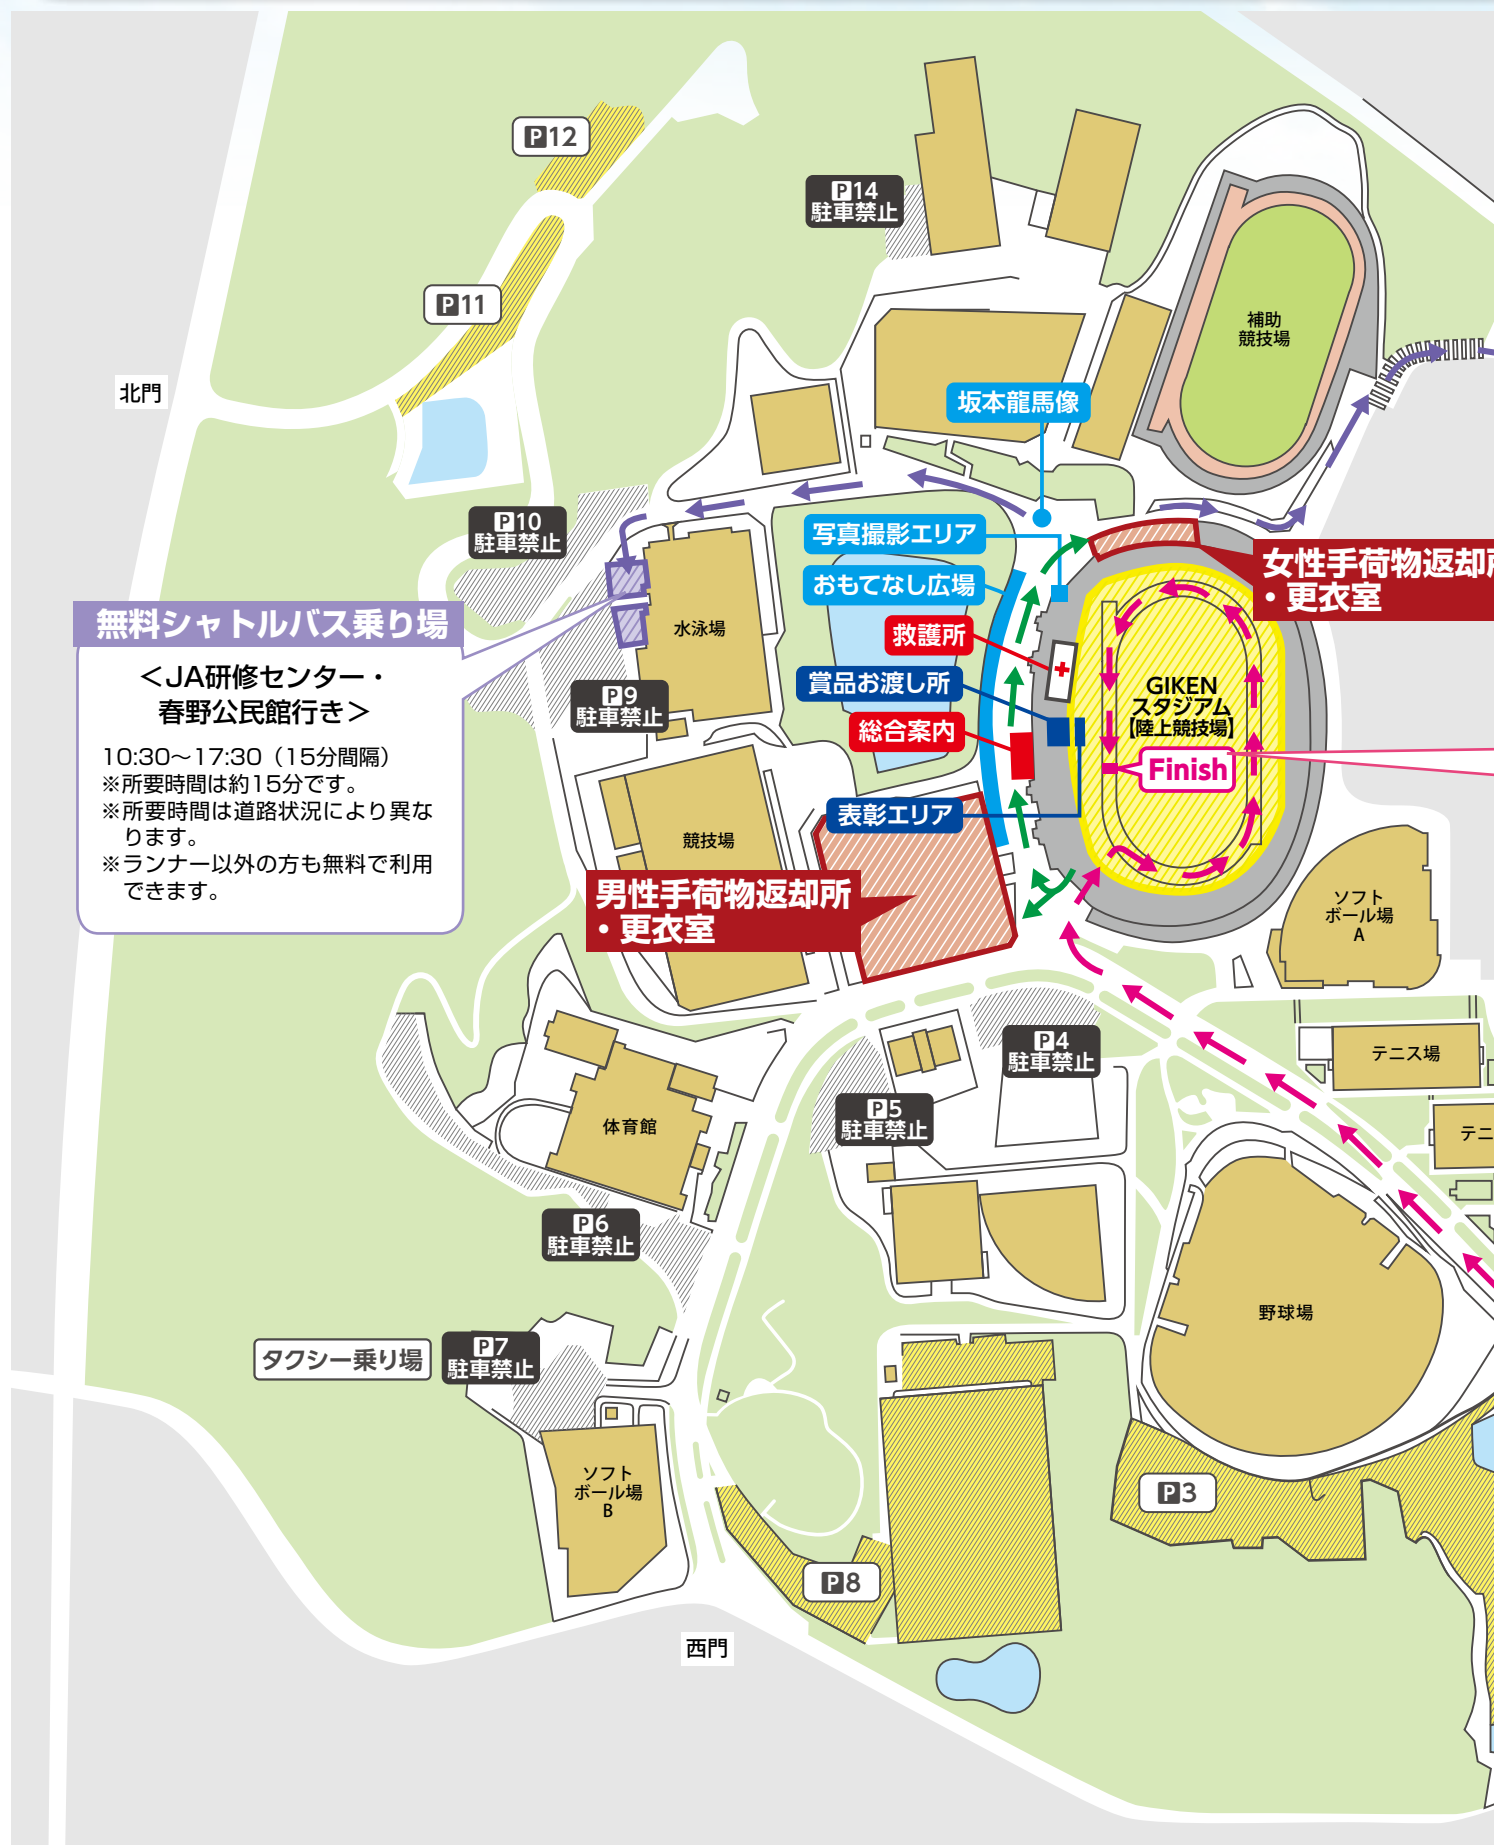 P12
P14
駐車禁止
P11
北門
補助
競技場
坂本龍馬像
P10
駐車禁止
写真撮影エリア
おもてなし広場
救護所
賞品お渡し所
総合案内
表彰エリア
女性手荷物返却
・更衣室
無料シャトルバス乗り場
<JA研修センター・
春野公民館行き>
10:30~17:30(15分間隔)
※所要時間は約15分です。
※所要時間は道路状況により異な
ります。
※ランナー以外の方も無料で利用
できます。
水泳場
P9
駐車禁止
GIKEN
スタジアム
【陸上競技場】
Finish
競技場
男性手荷物返却所
・更衣室
ソフト
ボール場
A
P4
駐車禁止
テニス場
P5
駐車禁止
体育館
テニ
P6
駐車禁止
野球場
タクシー乗り場
P7
駐車禁止
ソフト
ボール場
B
P3
P8
西門